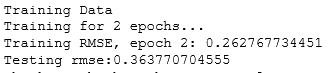 Training Data
Training for 2 epochs...
Training RMSE, epoch 2: 0.262767734451
Testing rmse:0.363770704555